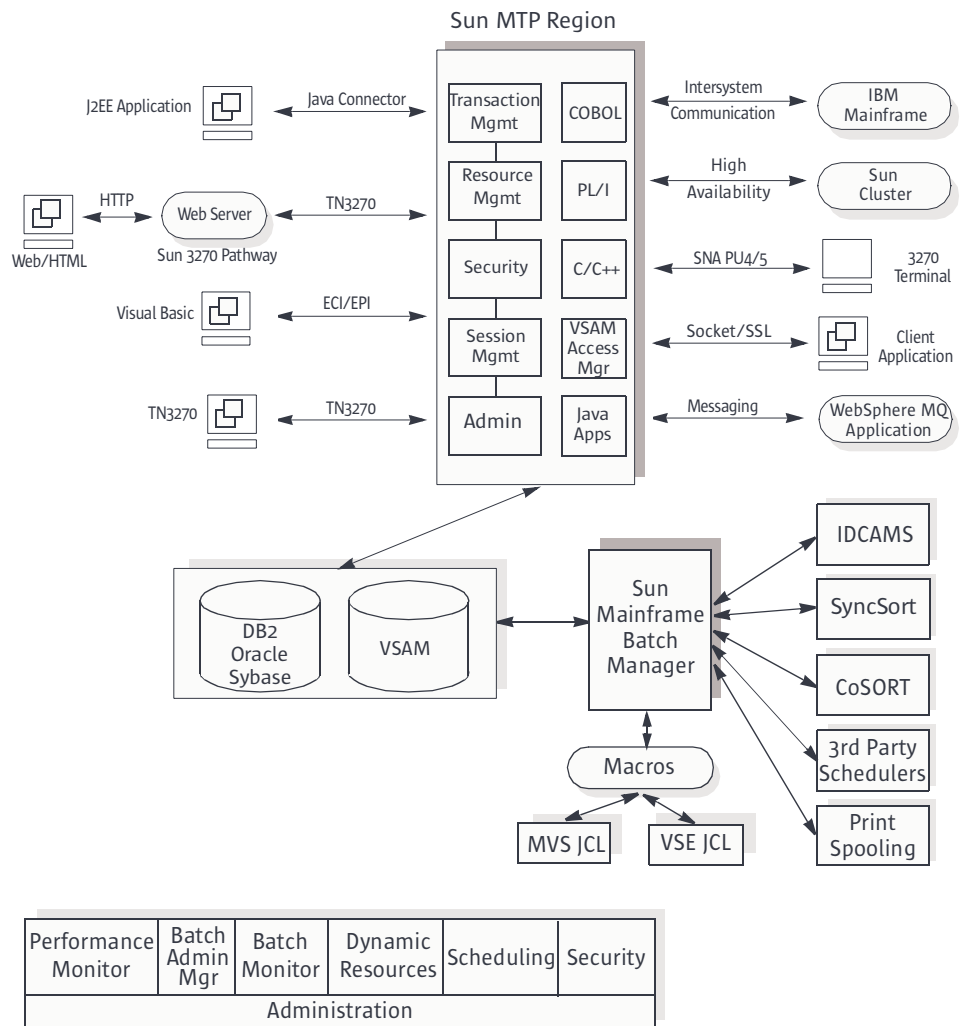 Sun MTP Region
J2EE Application
Java Connector
Transaction
Mgmt
COBOL
Intersystem
Communication
IBM
Mainframe
HTTP
Web Server
TN3270
Web/HTML
Sun 3270 Pathway
Resource
Mgmt
PL/I
High
Availability
Sun
Cluster
Visual Basic
ECI/EPI
Security
C/C++
SNA PU4/5
3270
Terminal
Session
Mgmt
VSAM
Access
Mgr
Socket/SSL
Client
Application
TN3270
TN3270
Admin
Java
Apps
Messaging
WebSphere MQ
Application
DB2
Oracle
Sybase
VSAM
Sun
Mainframe
Batch
Manager
IDCAMS
SyncSort
CoSORT
3rd Party
Schedulers
Print
Spooling
Macros
MVS JCL
VSE JCL
Performance
Monitor
Batch
Admin
Mgr
Batch
Monitor
Dynamic
Resources
Scheduling
Security
Administration